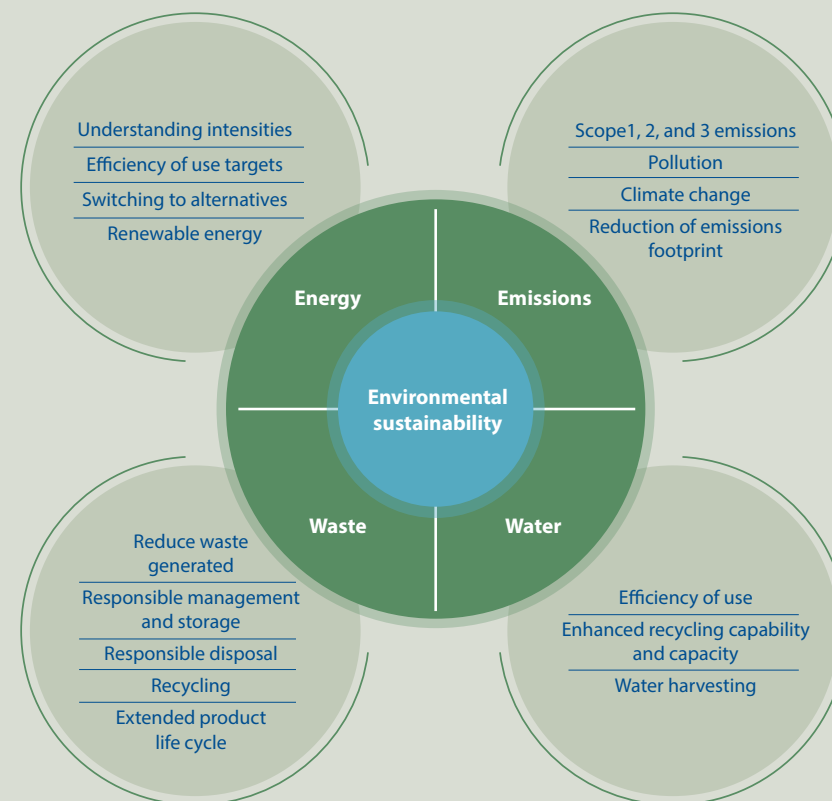 Understanding intensities
Efficiency of use targets
Switching to alternatives
Renewable energy
Scope1, 2, and 3 emissions
Pollution
Climate change
Reduction of emissions
footprint
Energy
Emissions
Environmental
sustainability
Waste
Water
Reduce waste
generated
Responsible management
and storage
Responsible disposal
Recycling
Extended product
life cycle
Efficiency of use
Enhanced recycling capability
and capacity
Water harvesting